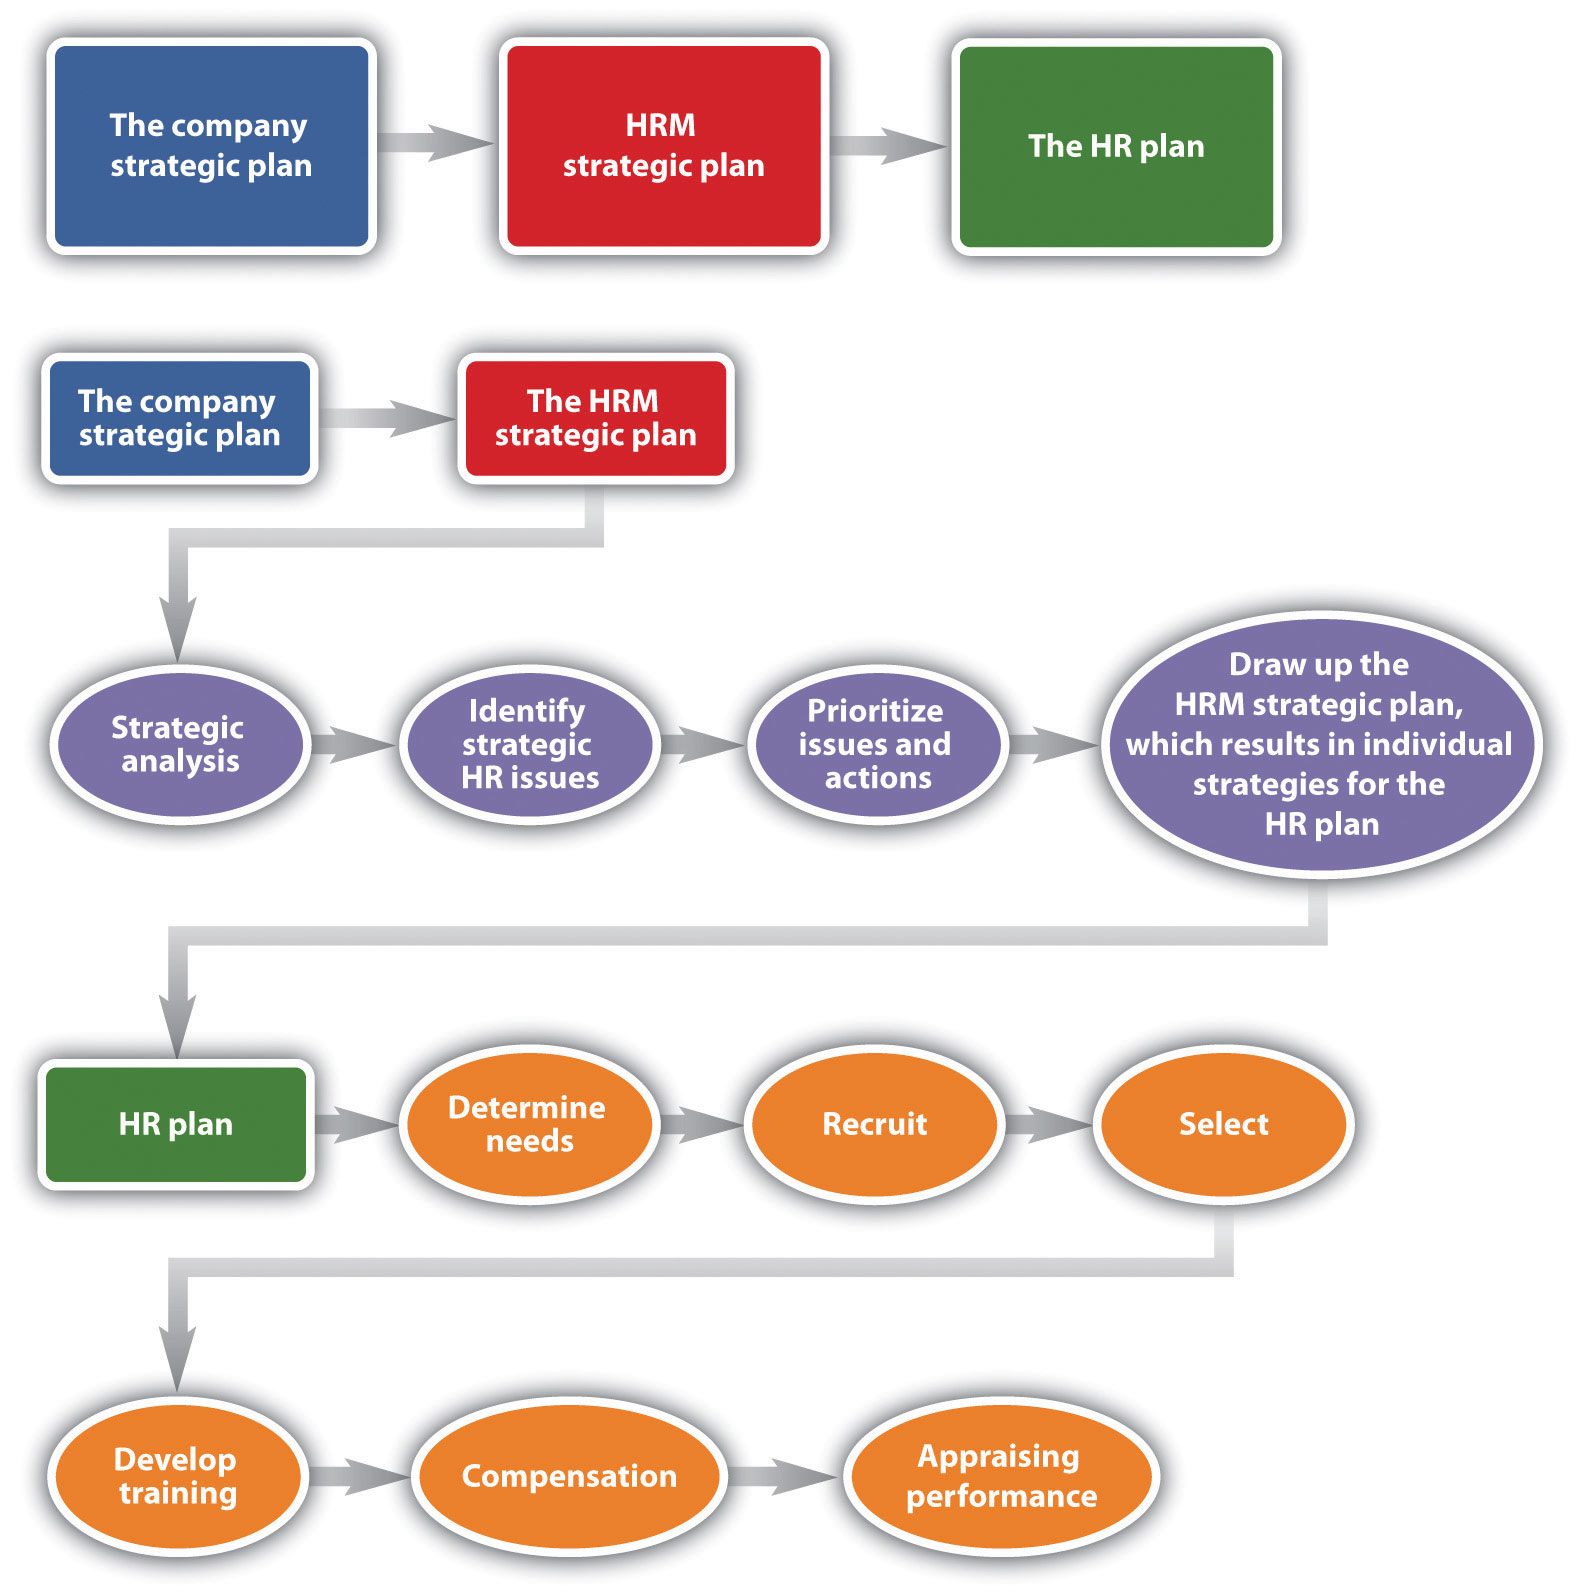 The company
strategic plan
HRM
strategic plan
The HR plan
The company
strategic plan
The HRM
strategic plan
Strategic
analysis
Identify
strategic
HR issues
Prioritize
issues and
actions
Draw up the
HRM strategic plan,
which results in individual
strategies for the
HR plan
HR plan
Determine
needs
Recruit
Select
Develop
training
Compensation
Appraising
performance